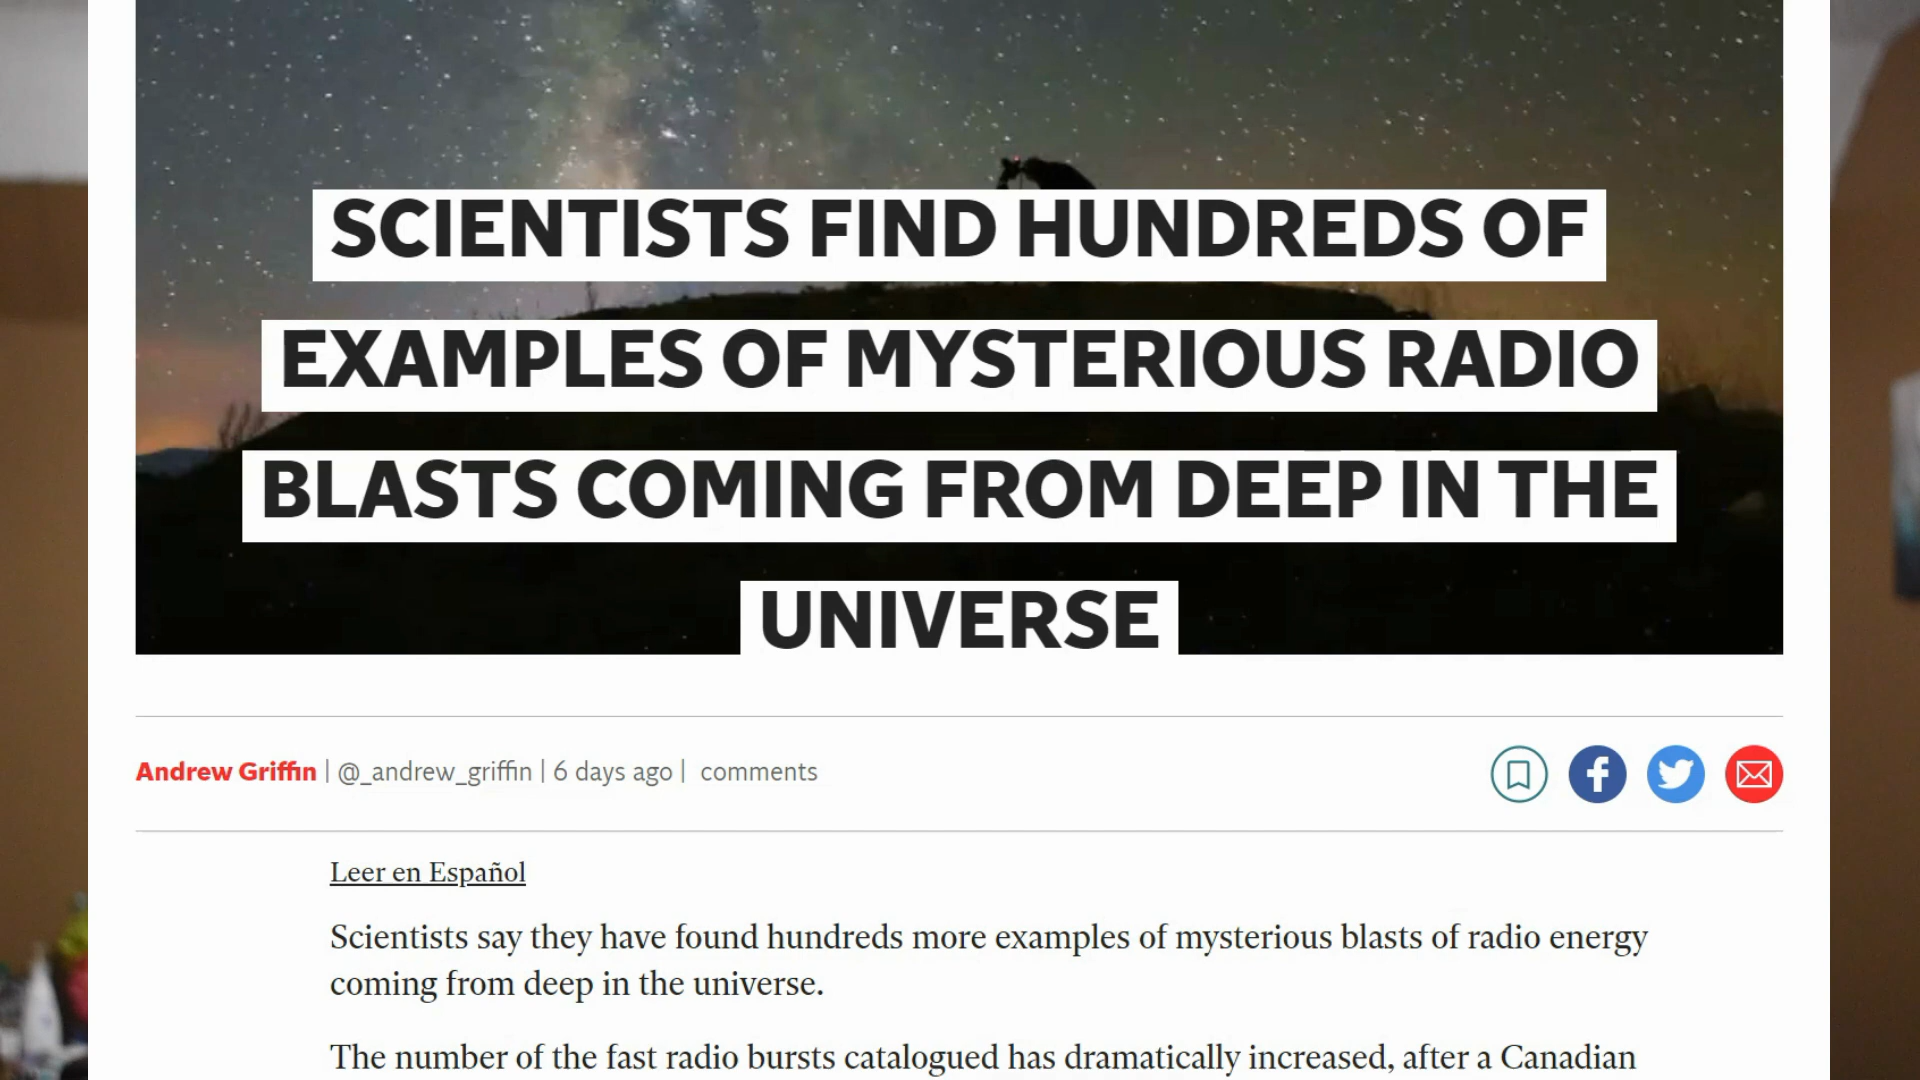 SCIENTISTS FIND HUNDREDS OF
EXAMPLES OF MYSTERIOUS RADIO
BLASTS COMING FROM DEEP IN THE
UNIVERSE
Andrew Griffin | @_andrew_griffin | 6 days ago | comments
Leer en Español
Scientists say they have found hundreds more examples of mysterious blasts of radio energy
coming from deep in the universe.
The number of the fast radio bursts catalogued has dramatically increased, after a Canadian